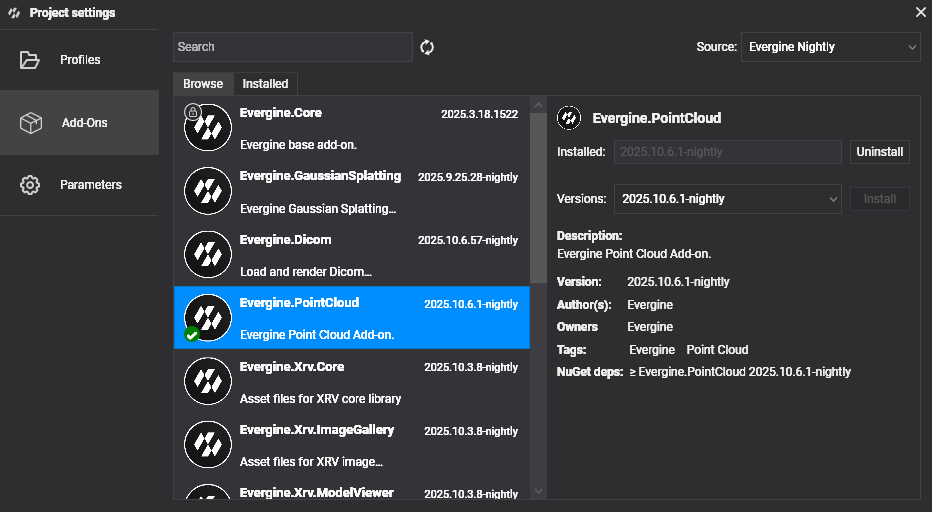 Project settings
Profiles
Add-Ons
Parameters
Search
Source: Evergine Nightly
Browse Installed
Evergine.Core 2025.3.18.1522
Evergine base add-on.
Evergine.GaussianSplatting 2025.9.25.28-nightly
Evergine Gaussian Splatting...
Evergine.Dicom 2025.10.6.57-nightly
Load and render Dicom...
Evergine.PointCloud 2025.10.6.1-nightly
Evergine Point Cloud Add-on.
Evergine.Xrv.Core 2025.10.3.8-nightly
Asset files for XRV core library
Evergine.Xrv.ImageGallery 2025.10.3.8-nightly
Asset files for XRV image...
Evergine.Xrv.ModelViewer 2025.10.3.8-nightly
Evergine.PointCloud
Installed: 2025.10.6.1-nightly Uninstall
Versions: 2025.10.6.1-nightly Install
Description:
Evergine Point Cloud Add-on.
Version: 2025.10.6.1-nightly
Author(s): Evergine
Owners Evergine
Tags: Evergine Point Cloud
NuGet deps: ≥ Evergine.PointCloud 2025.10.6.1-nightly